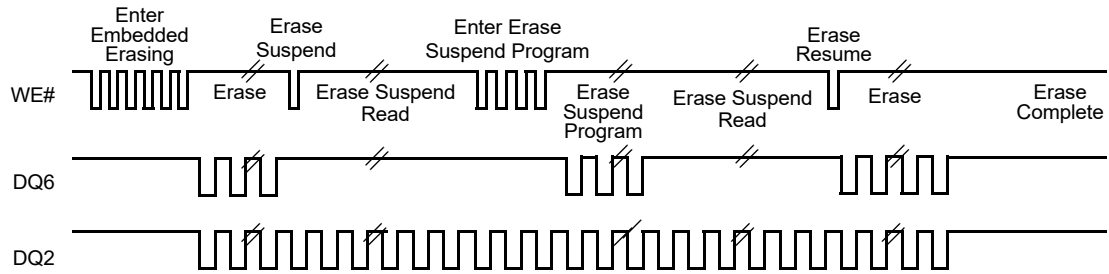 Enter
Embedded
Erasing
Erase
Suspend
Enter Erase
Suspend Program
Erase
Resume
WE#
Erase
Erase Suspend
Read
Erase
Suspend
Program
Erase Suspend
Read
Erase
Erase
Complete
DQ6
DQ2